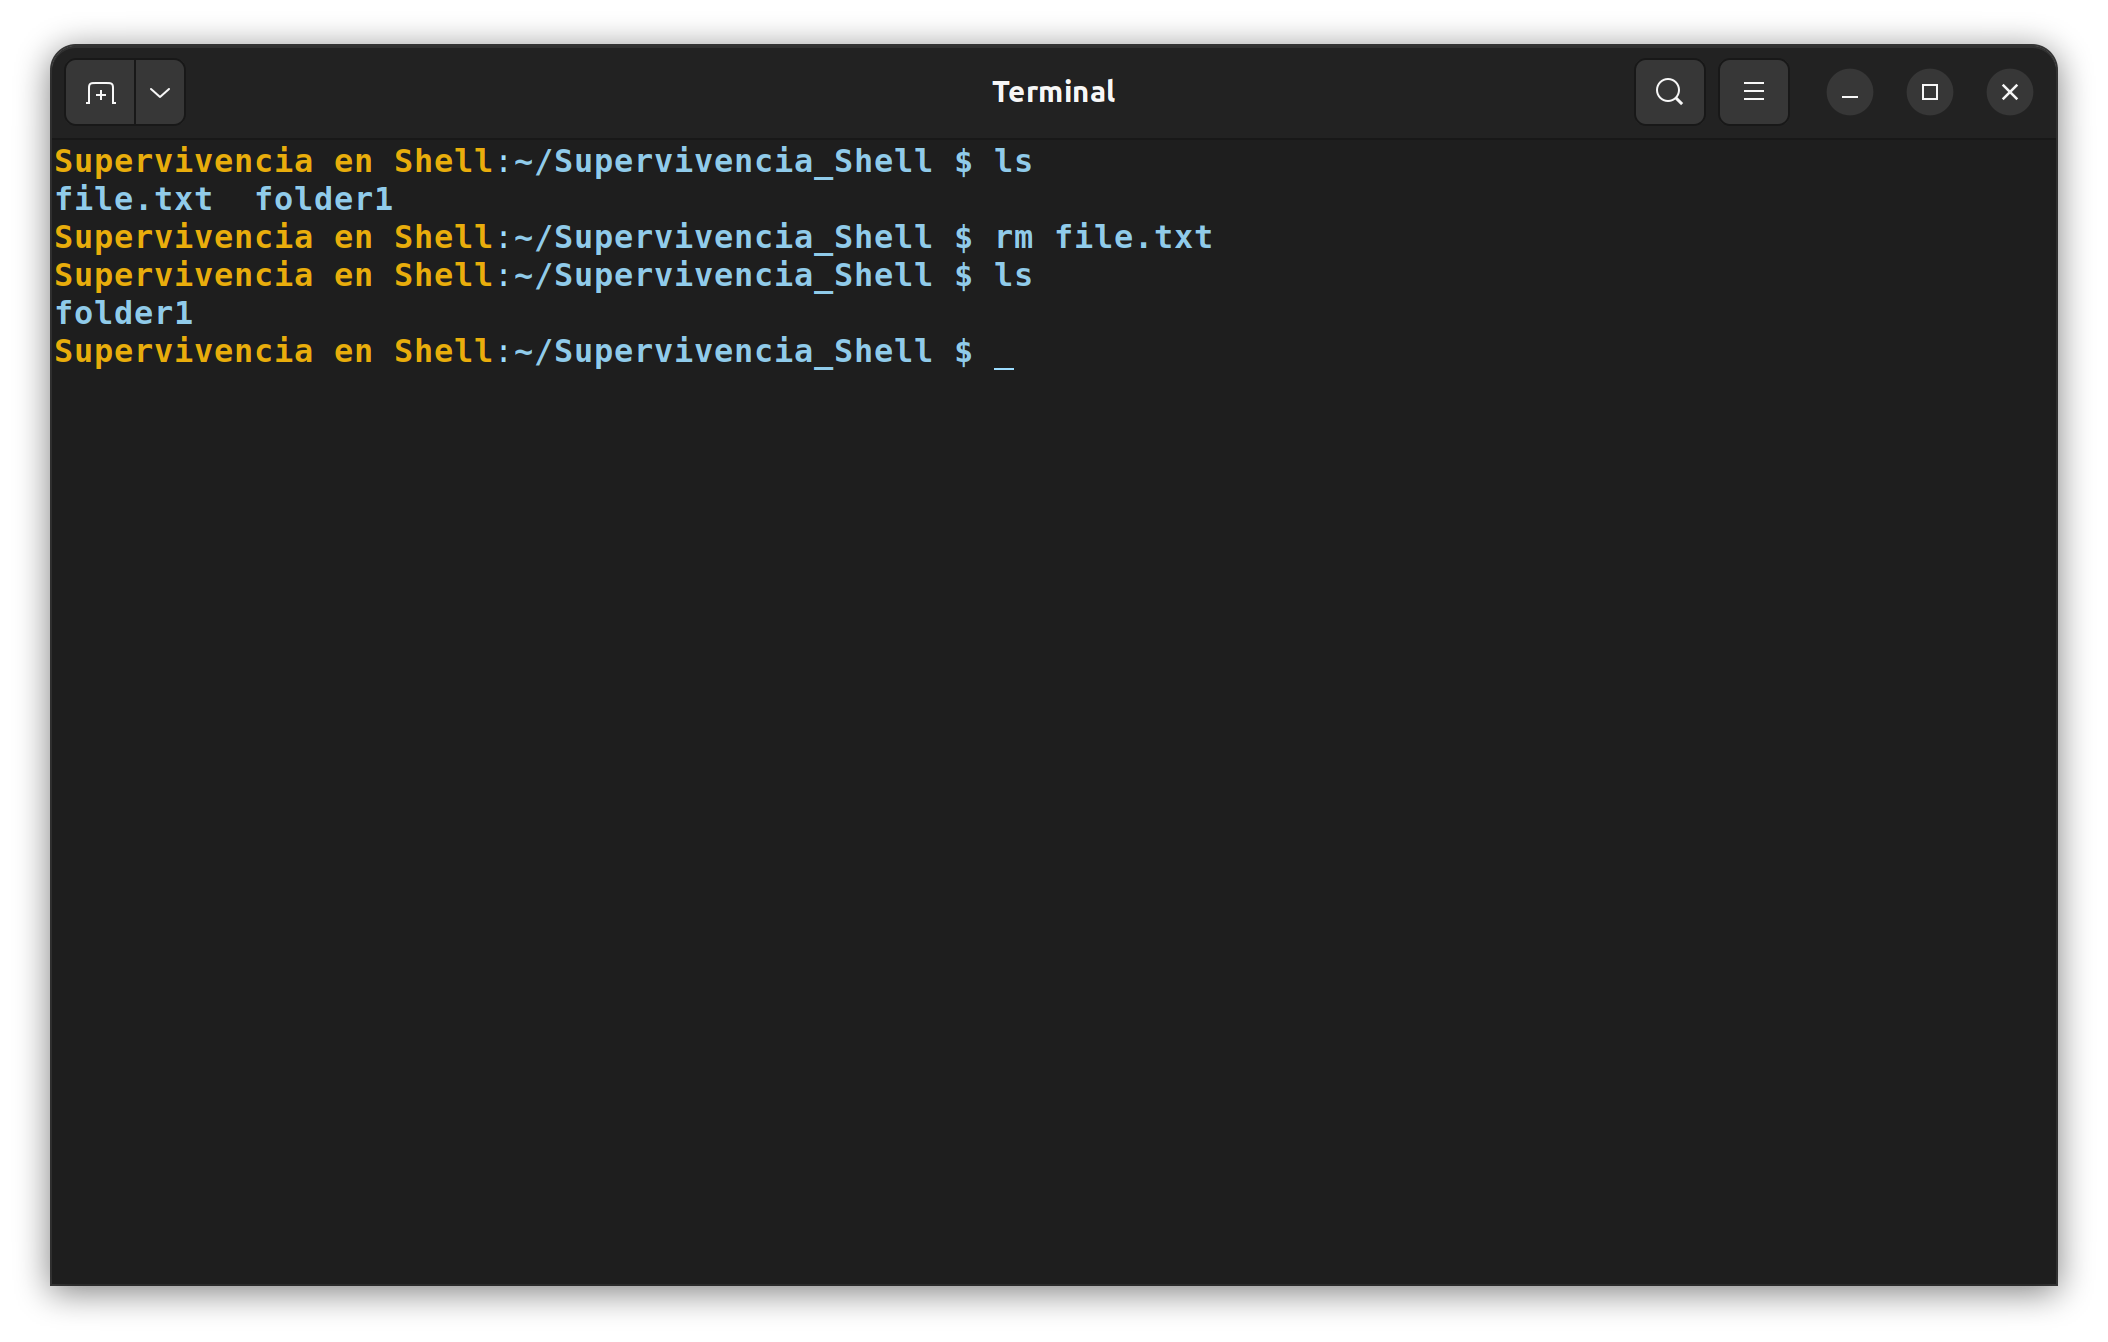 Terminal
Supervivencia en Shell:~/Supervivencia_Shell $ ls
file.txt  folder1
Supervivencia en Shell:~/Supervivencia_Shell $ rm file.txt
Supervivencia en Shell:~/Supervivencia_Shell $ ls
folder1
Supervivencia en Shell:~/Supervivencia_Shell $ _